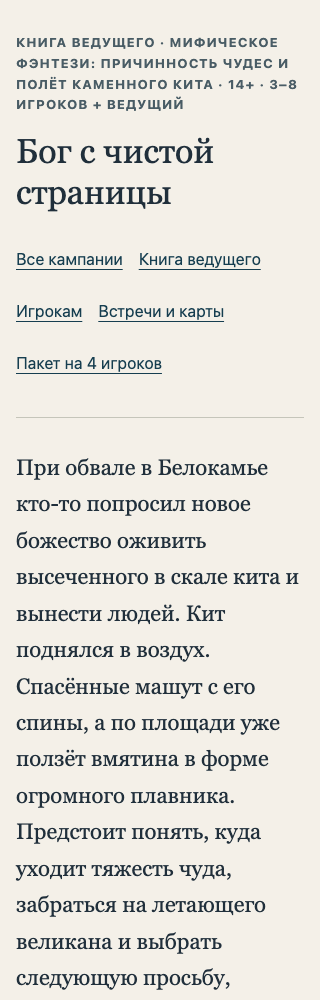 КНИГА ВЕДУЩЕГО · МИФИЧЕСКОЕ
ФЭНТЕЗИ: ПРИЧИННОСТЬ ЧУДЕС И
ПОЛЁТ КАМЕННОГО КИТА · 14+ · 3–8
ИГРОКОВ + ВЕДУЩИЙ
Бог с чистой
страницы
Все кампании Книга ведущего
Игрокам Встречи и карты
Пакет на 4 игроков
При обвале в Белокамье
кто-то попросил новое
божество оживить
высеченного в скале кита и
вынести людей. Кит
поднялся в воздух.
Спасённые машут с его
спины, а по площади уже
ползёт вмятина в форме
огромного плавника.
Предстоит понять, куда
уходит тяжесть чуда,
забраться на летающего
великана и выбрать
следующую просьбу,